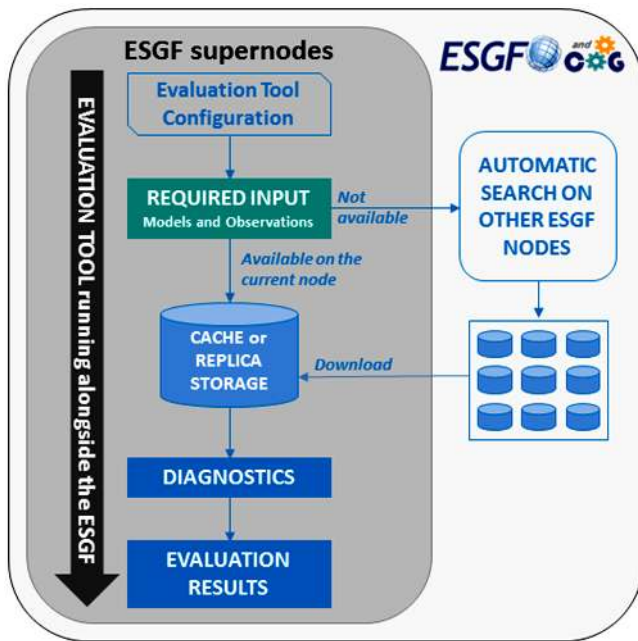 ESGF supernodes
ESGF and COG
EVALUATION TOOL running alongside the ESGF
Evaluation Tool
Configuration
REQUIRED INPUT
Models and Observations
Not
available
AUTOMATIC
SEARCH ON
OTHER ESGF
NODES
Available on the
current node
CACHE or
REPLICA
STORAGE
Download
DIAGNOSTICS
EVALUATION
RESULTS